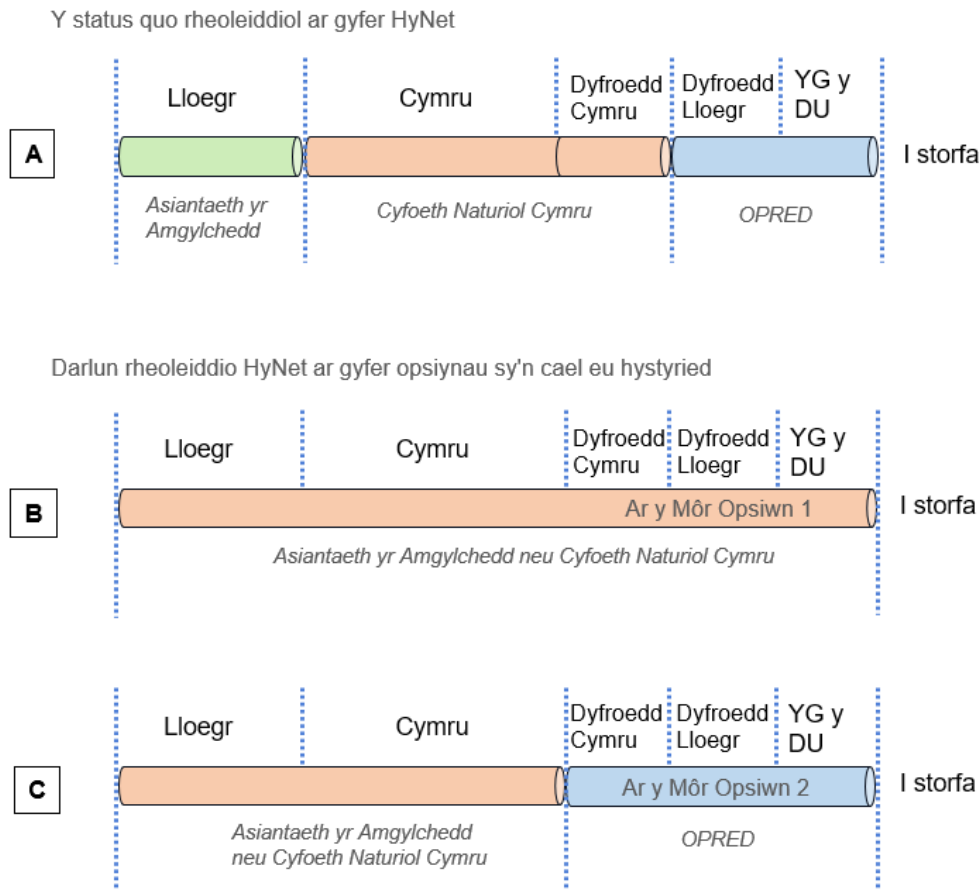 Y status quo rheoleiddiol ar gyfer HyNet
Lloegr
Cymru
Dyfroedd
Cymru
Dyfroedd
Lloegr
YG y
DU
A
I storfa
Asiantaeth yr
Amgylchedd
Cyfoeth Naturiol Cymru
OPRED
Darlun rheoleiddio HyNet ar gyfer opsiynau sy'n cael eu hystyried
Lloegr
Cymru
Dyfroedd
Cymru
Dyfroedd
Lloegr
YG y
DU
B
Ar y Môr Opsiwn 1
I storfa
Asiantaeth yr Amgylchedd neu Cyfoeth Naturiol Cymru
Lloegr
Cymru
Dyfroedd
Cymru
Dyfroedd
Lloegr
YG y
DU
C
Ar y Môr Opsiwn 2
I storfa
Asiantaeth yr Amgylchedd
neu Cyfoeth Naturiol Cymru
OPRED